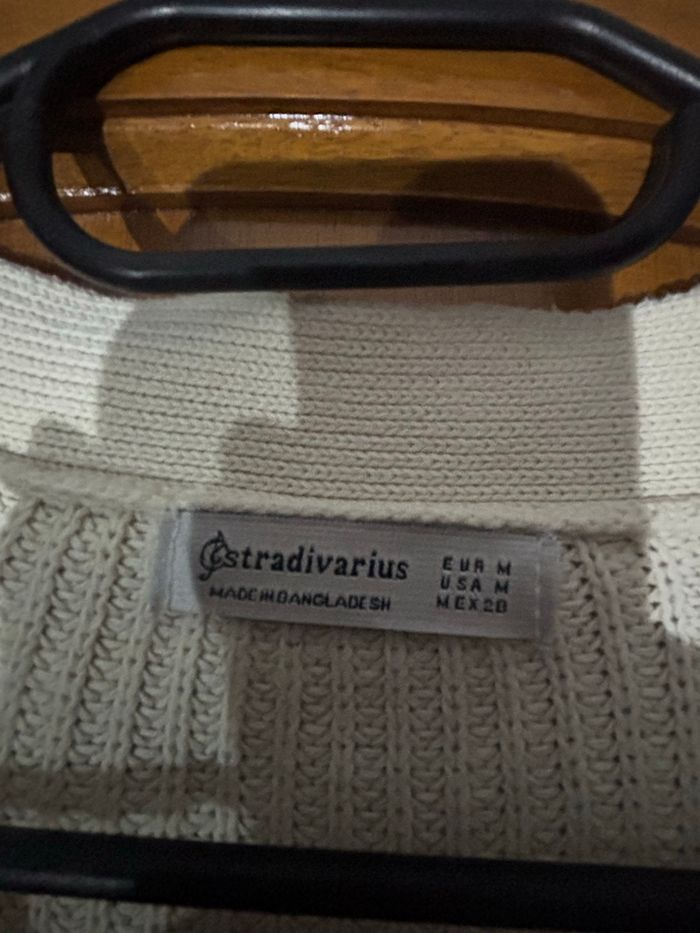 Stradivarius
MADE IN BANGLADESH
EUR M
USA M
MEX 28